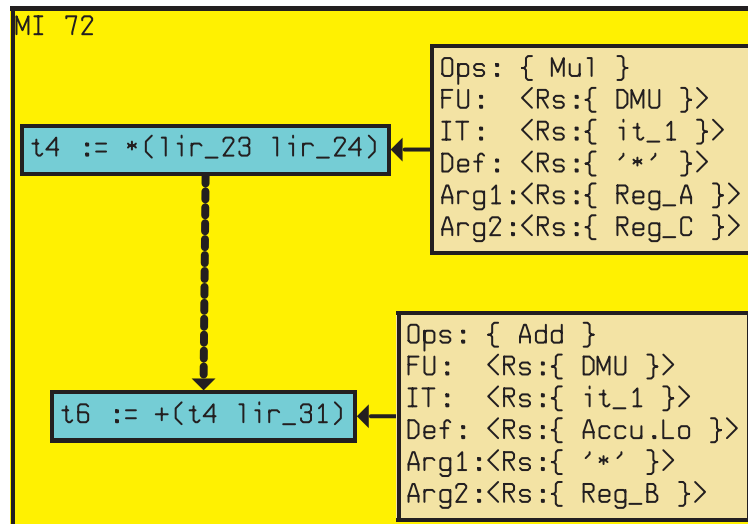 MI 72
Ops: { Mul }
FU:  <Rs:{ DMU }>
IT:  <Rs:{ it_1 }>
Def: <Rs:{ '*' }>
Arg1:<Rs:{ Reg_A }>
Arg2:<Rs:{ Reg_C }>
t4 := *(lir_23 lir_24)
Ops: { Add }
FU:  <Rs:{ DMU }>
IT:  <Rs:{ it_1 }>
Def: <Rs:{ Accu.Lo }>
Arg1:<Rs:{ '*' }>
Arg2:<Rs:{ Reg_B }>
t6 := +(t4 lir_31)